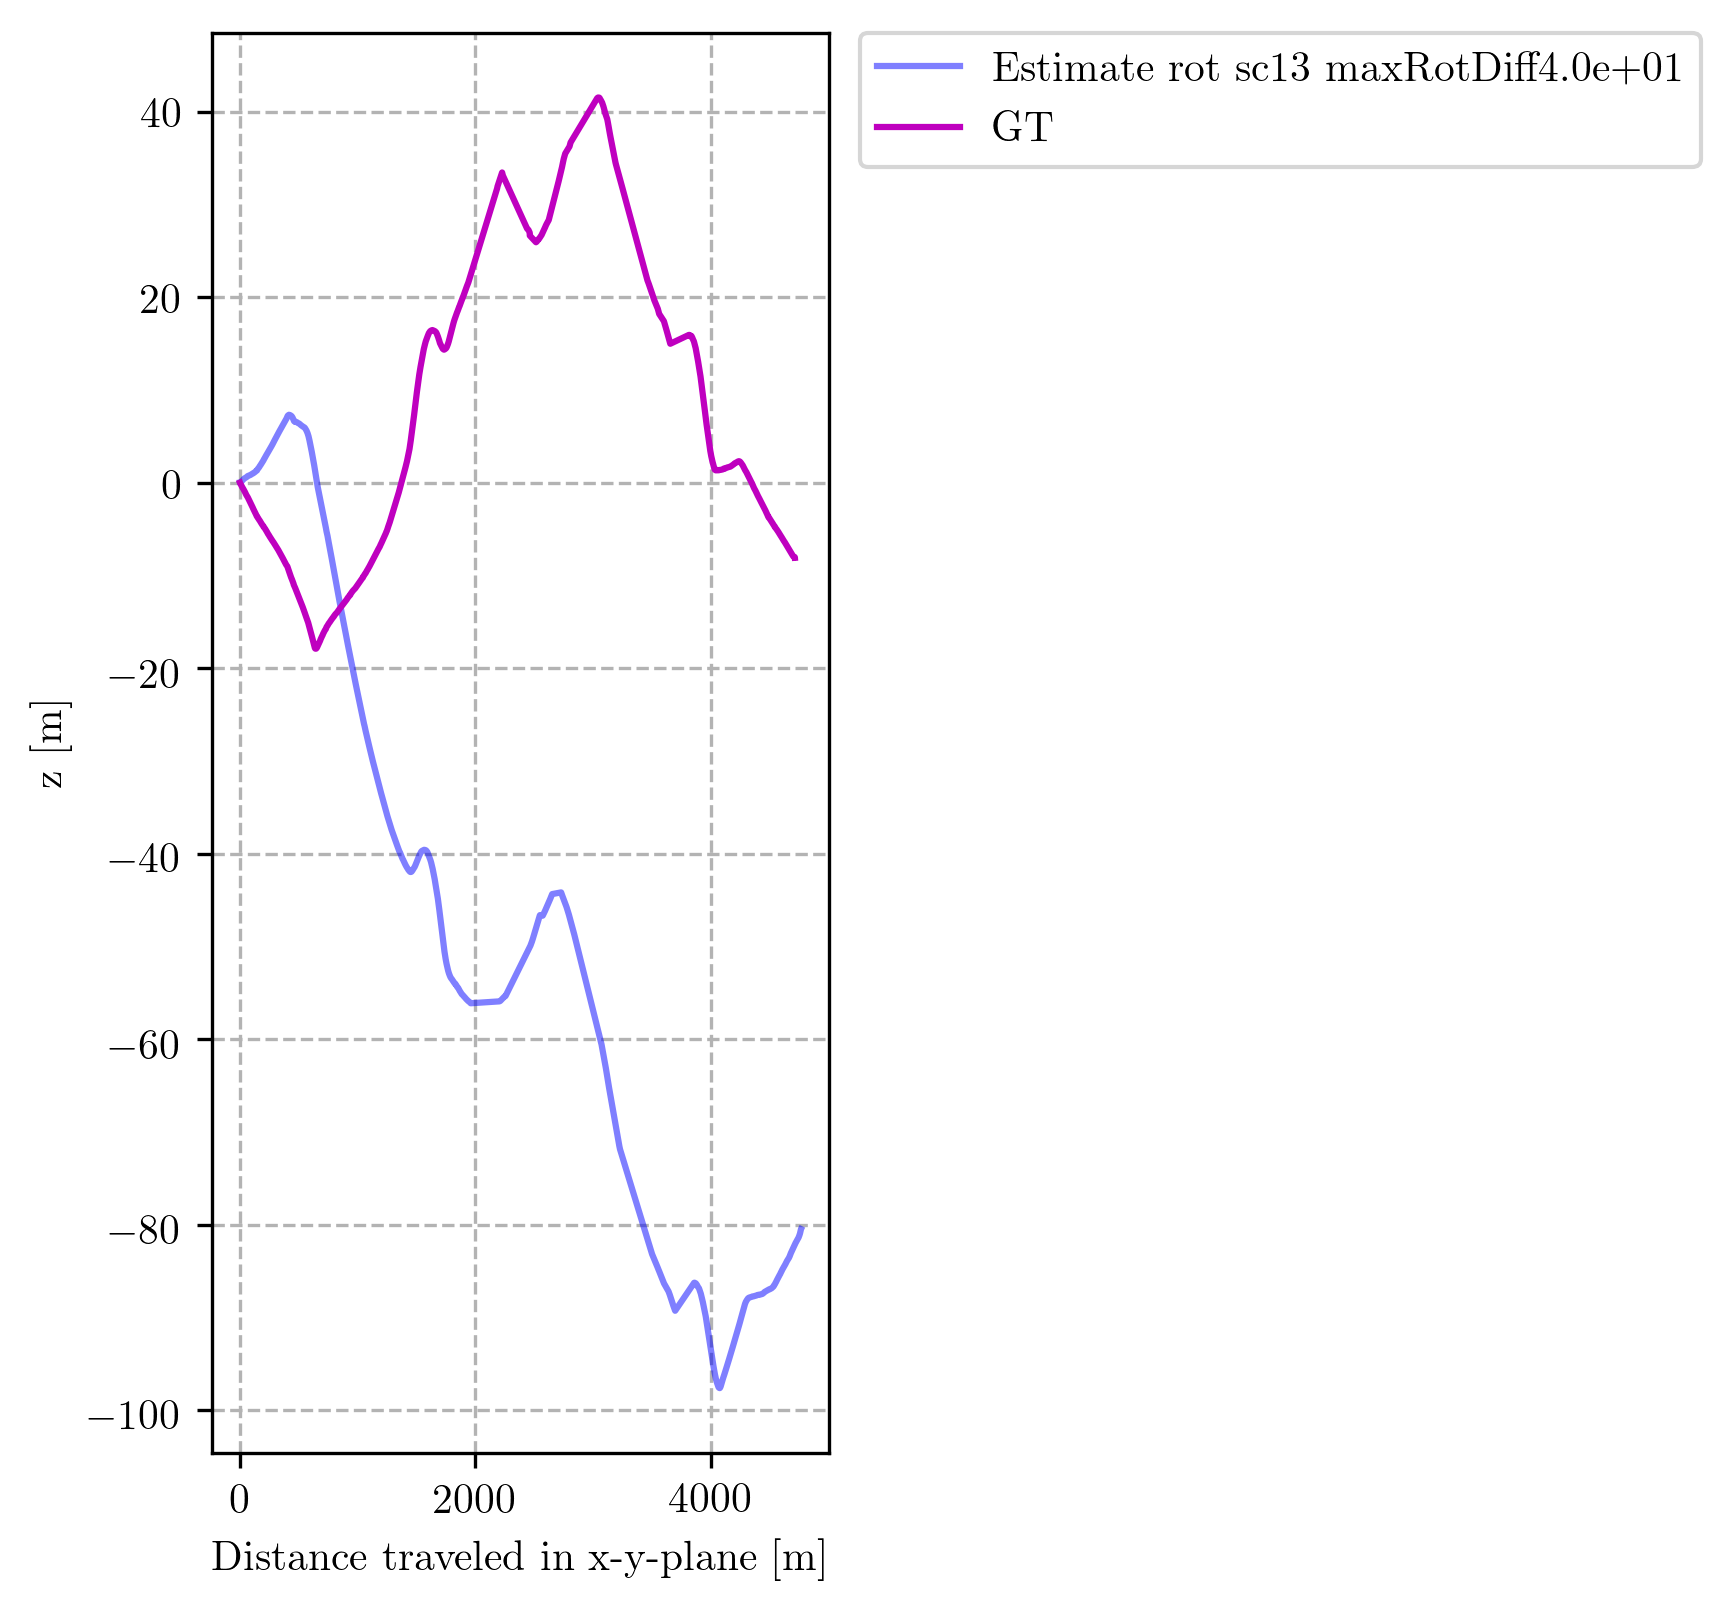 Estimate rot sc13 maxRotDiff4.0e+01
GT
40
20
0
−20
−40
−60
−80
−100
z [m]
0 2000 4000
Distance traveled in x-y-plane [m]